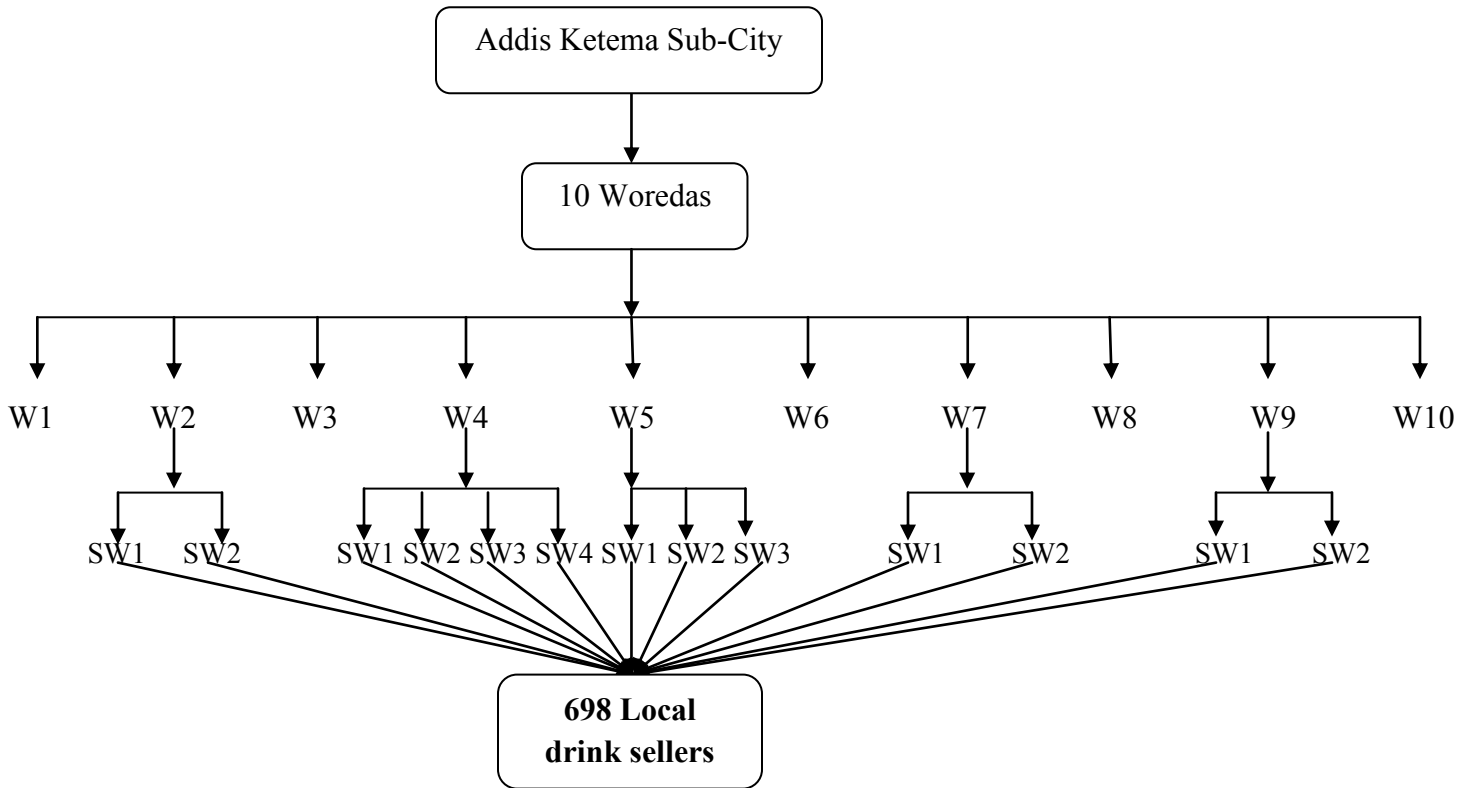 Addis Ketema Sub-City
10 Woredas
W1 W2 W3 W4 W5 W6 W7 W8 W9 W10
SW1 SW2 SW1 SW2 SW3 SW4 SW1 SW2 SW3 SW1 SW2 SW1 SW2
698 Local
drink sellers